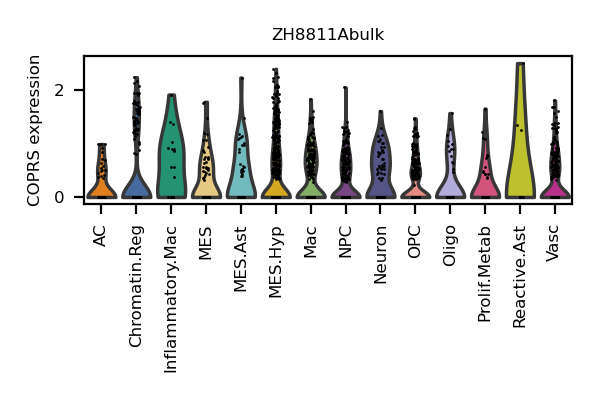 ZH8811Abulk
COPRS expression
2
0
AC
Chromatin.Reg
Inflammatory.Mac
MES
MES.Ast
MES.Hyp
Mac
NPC
Neuron
OPC
Oligo
Prolif.Metab
Reactive.Ast
Vasc